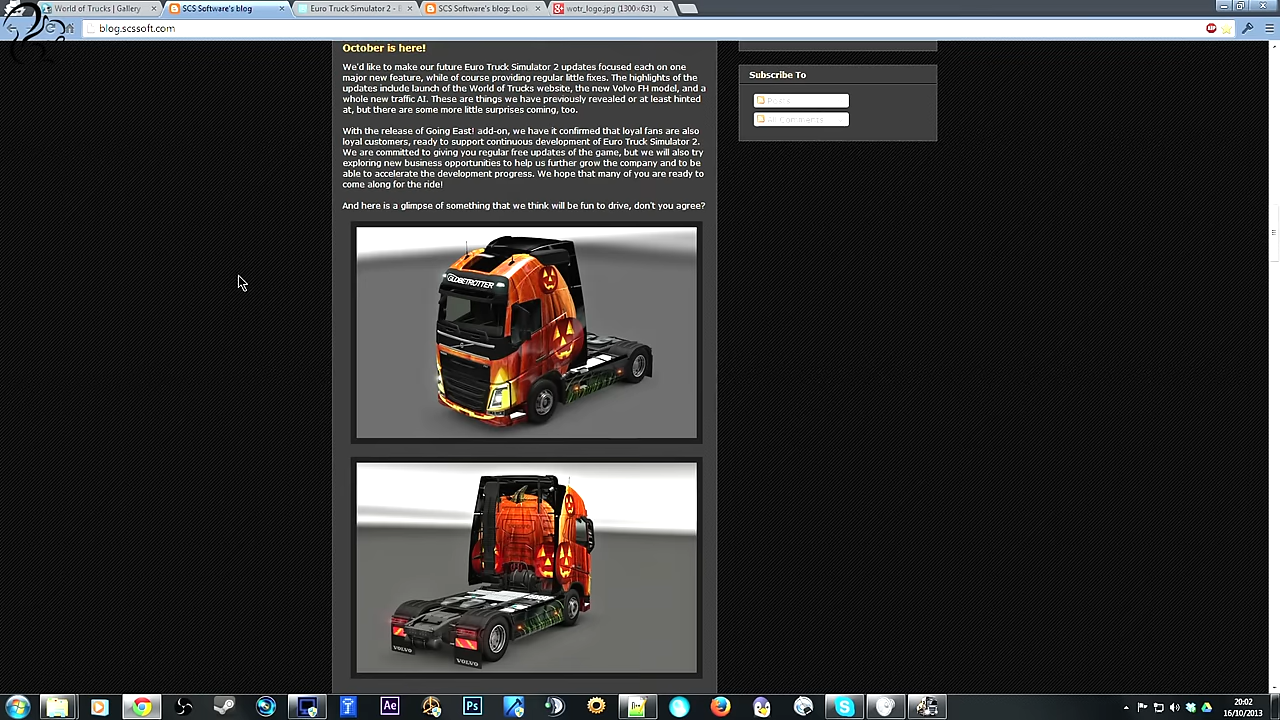 World of Trucks | Gallery
SCS Software's blog
Euro Truck Simulator 2 - E
SCS Software's blog: Look
wotr_logo.jpg (1300×631)
blog.scssoft.com
October is here!
We'd like to make our future Euro Truck Simulator 2 updates focused each on one
major new feature, while of course providing regular little fixes. The highlights of the
updates include launch of the World of Trucks website, the new Volvo FH model, and a
whole new traffic AI. These are things we have previously revealed or at least hinted
at, but there are some more little surprises coming, too.
With the release of Going East! add-on, we have it confirmed that loyal fans are also
loyal customers, ready to support continuous development of Euro Truck Simulator 2.
We are committed to giving you regular free updates of the game, but we will also try
exploring new business opportunities to help us further grow the company and to be
able to accelerate the development progress. We hope that many of you are ready to
come along for the ride!
And here is a glimpse of something that we think will be fun to drive, don't you agree?
Subscribe To
Posts
All Comments
GLOBETROTTER
VOLVO
VOLVO
Ae
Ps
20:02
16/10/2013